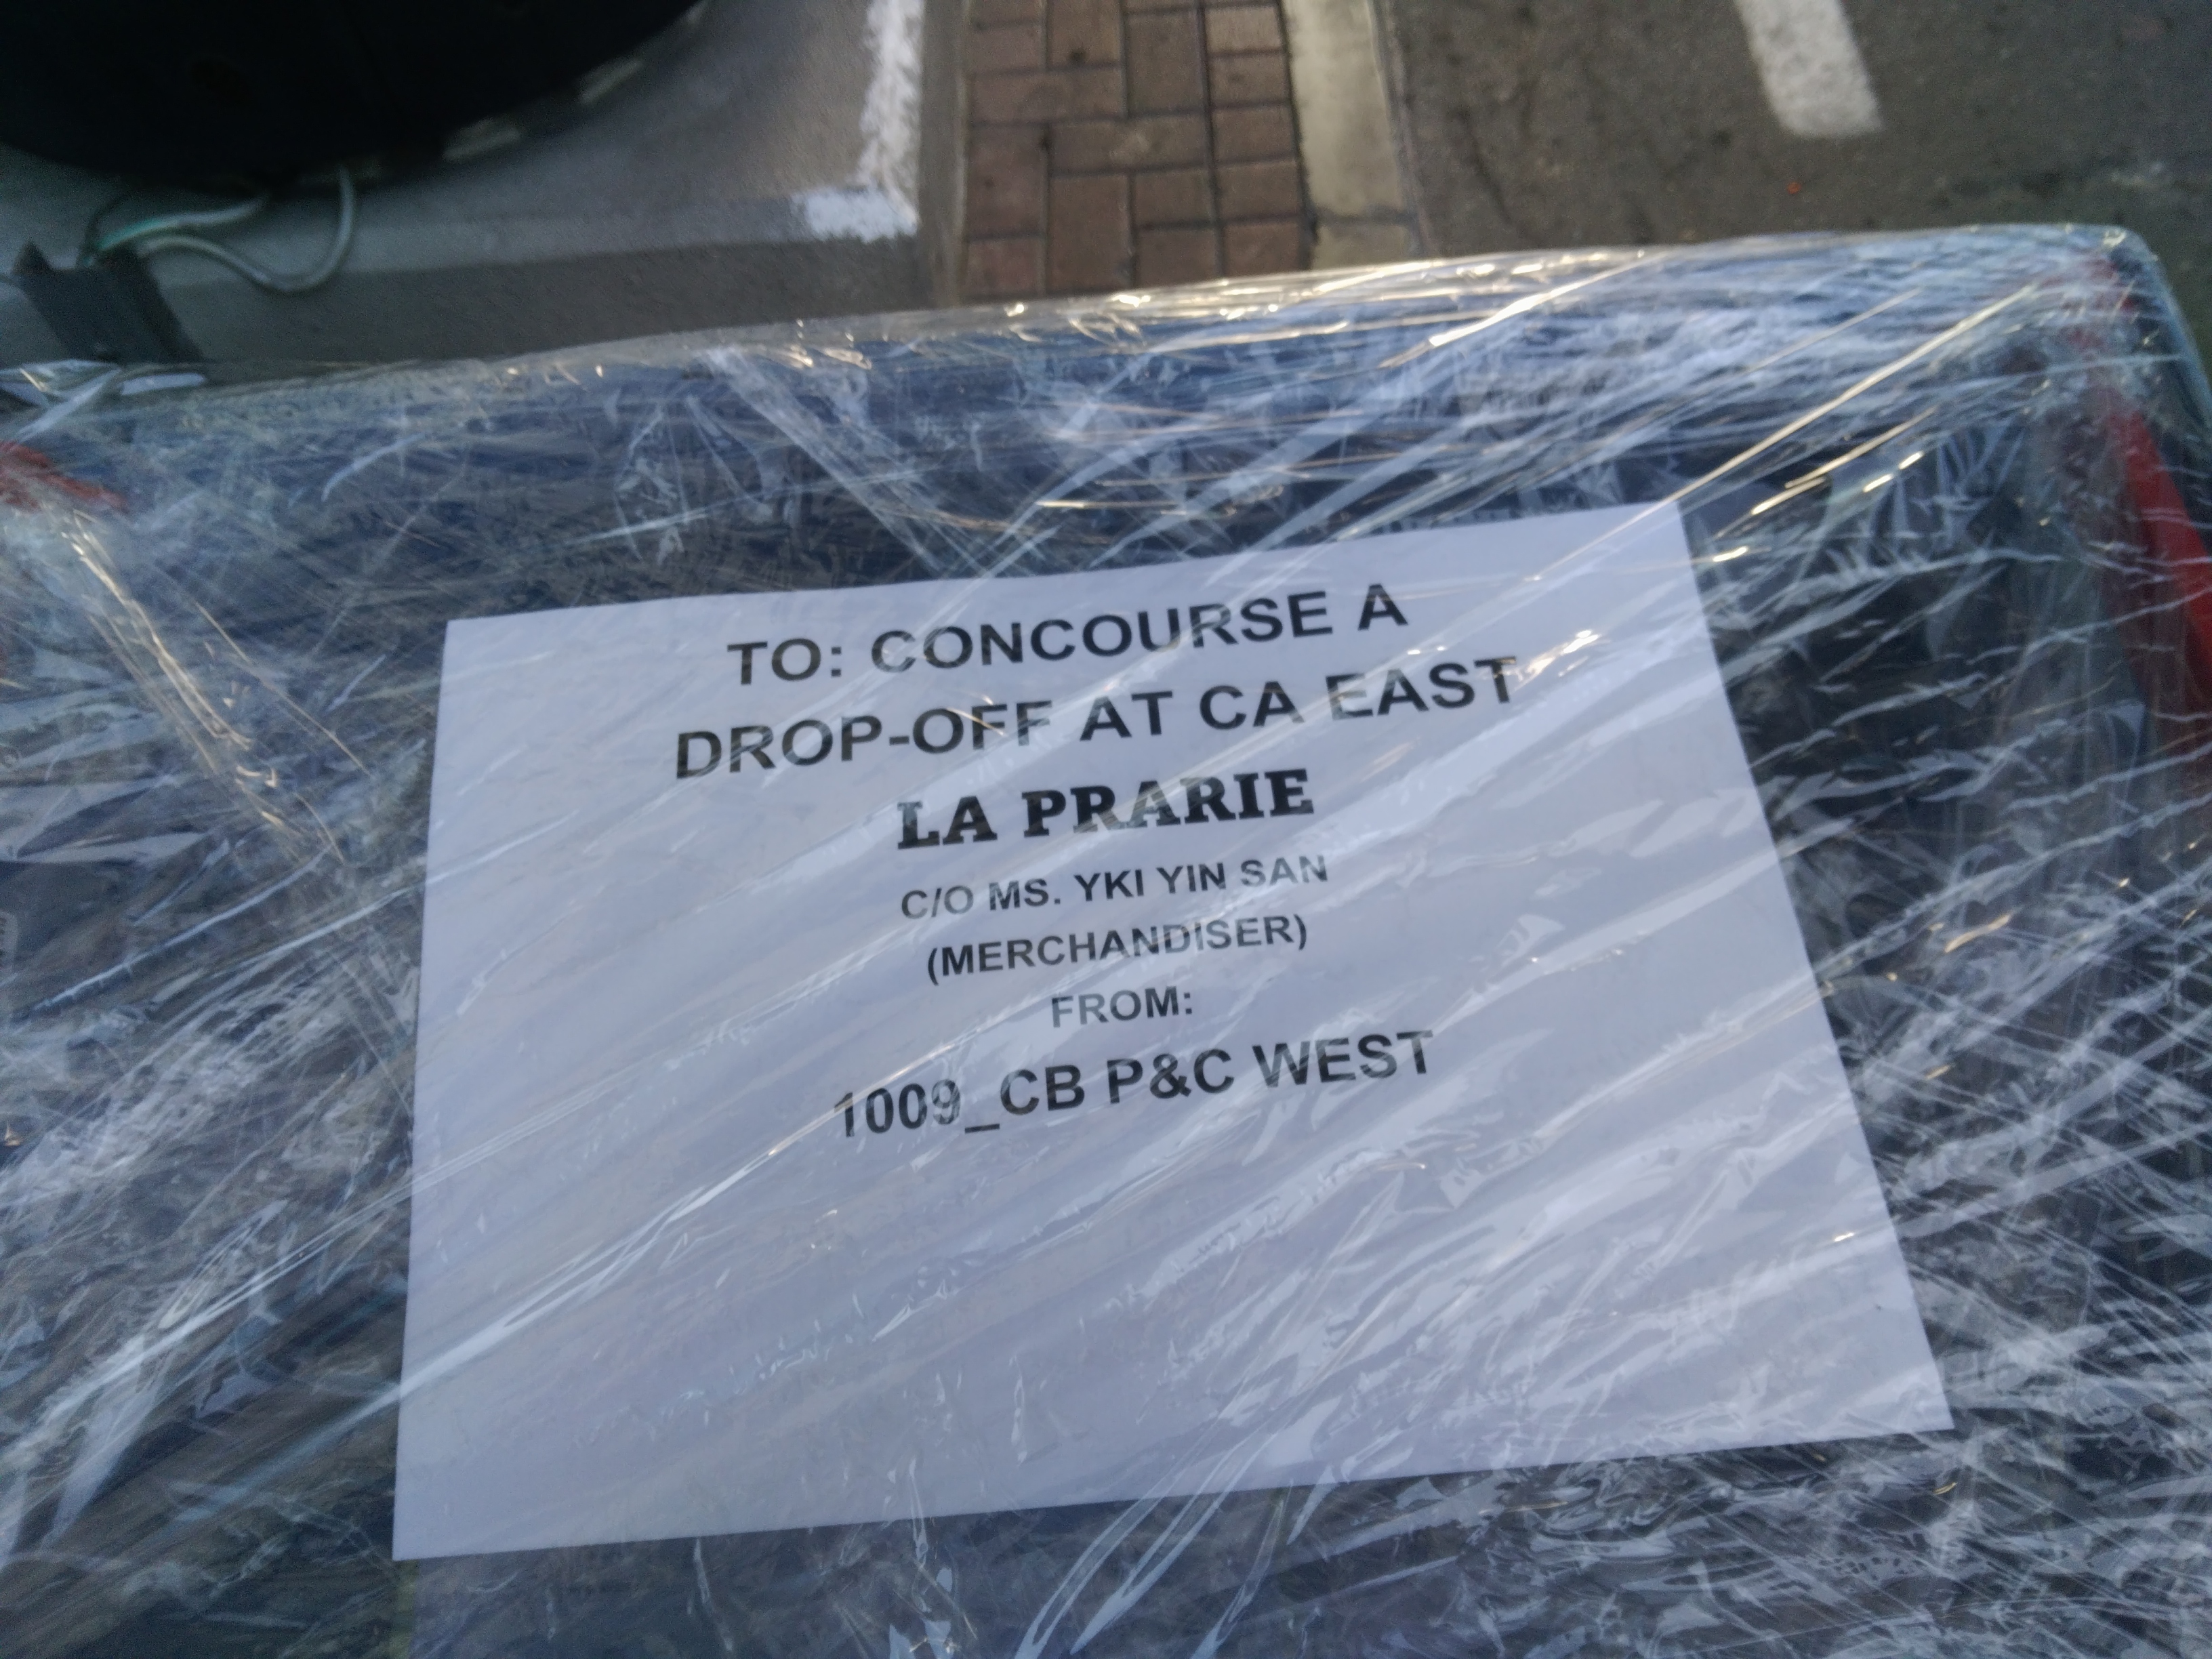 TO: CONCOURSE A
DROP-OFF AT CA EAST
LA PRARIE
C/O MS. YKI YIN SAN
(MERCHANDISER)
FROM:
1009_CB P&C WEST